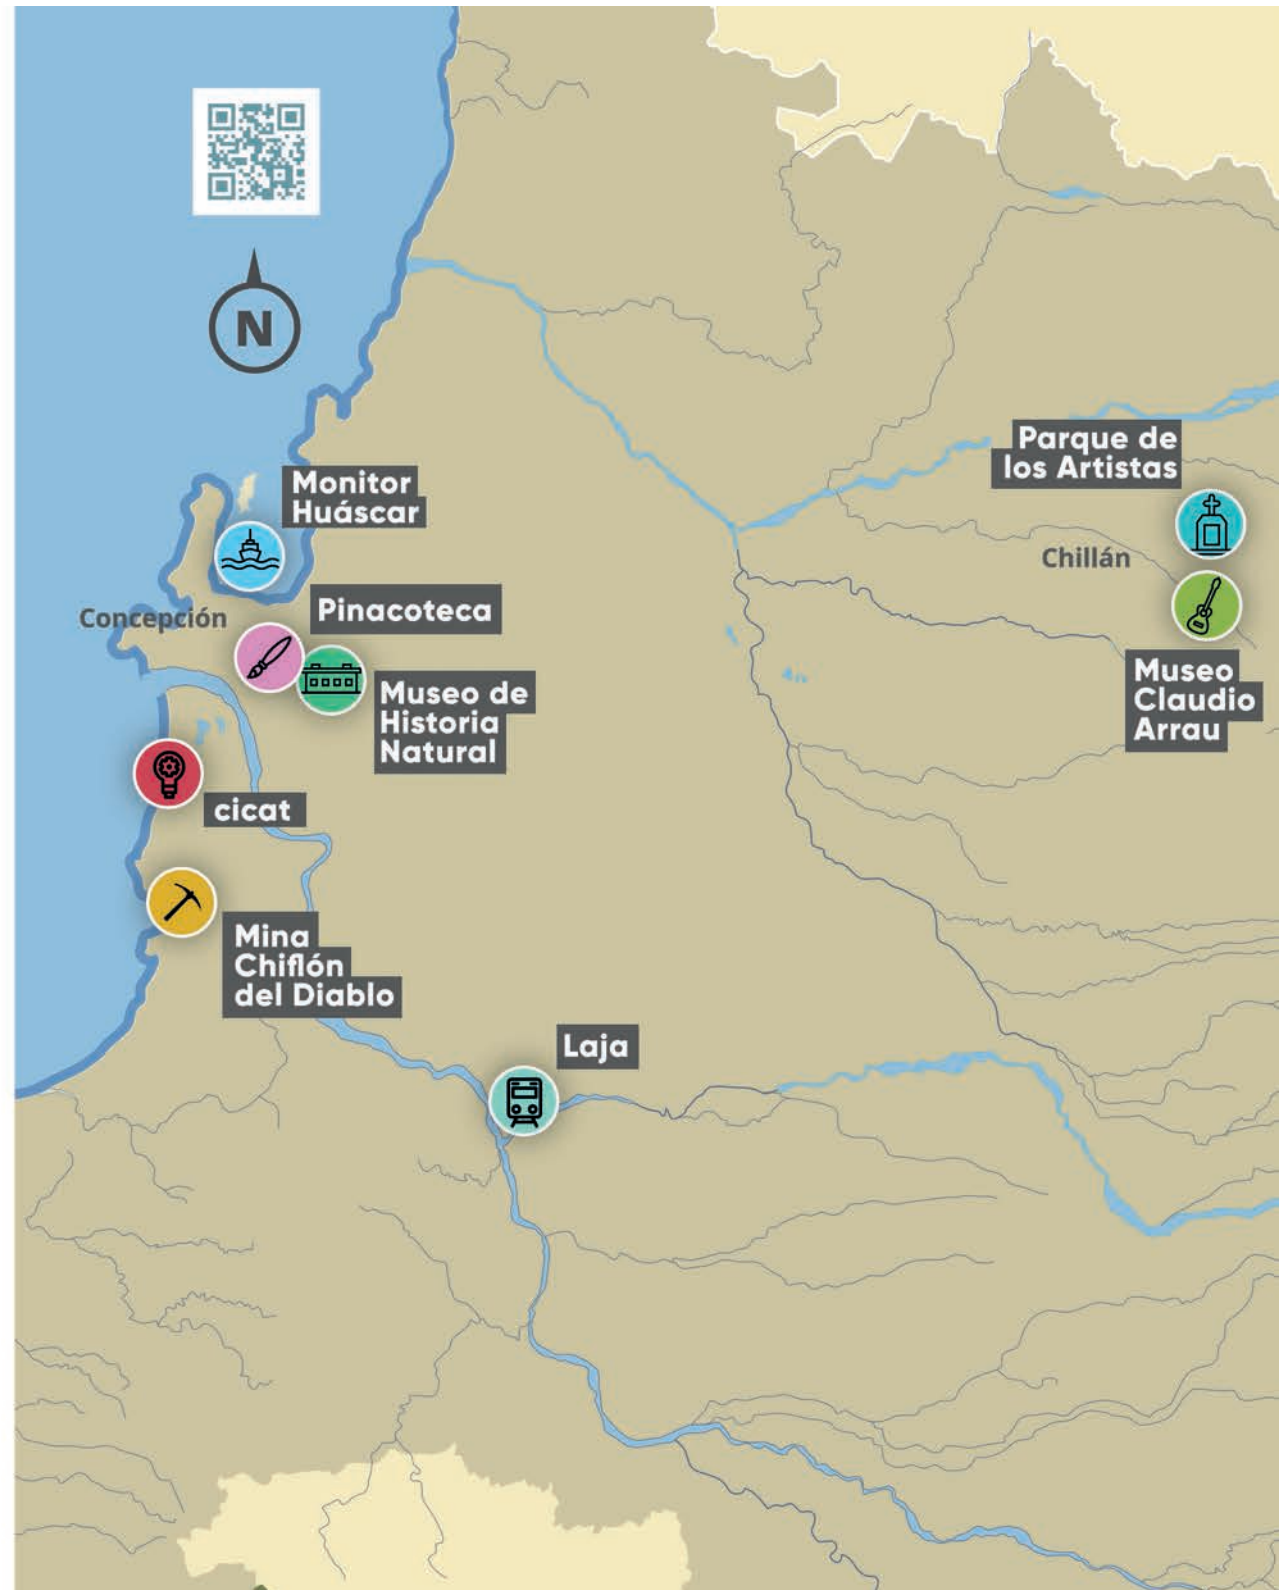 N
Parque de
los Artistas
Monitor
Huáscar
Chillán
Pinacoteca
Concepción
Museo de
Historia
Natural
Museo
Claudio
Arrau
cicat
Mina
Chiflón
del Diablo
Laja